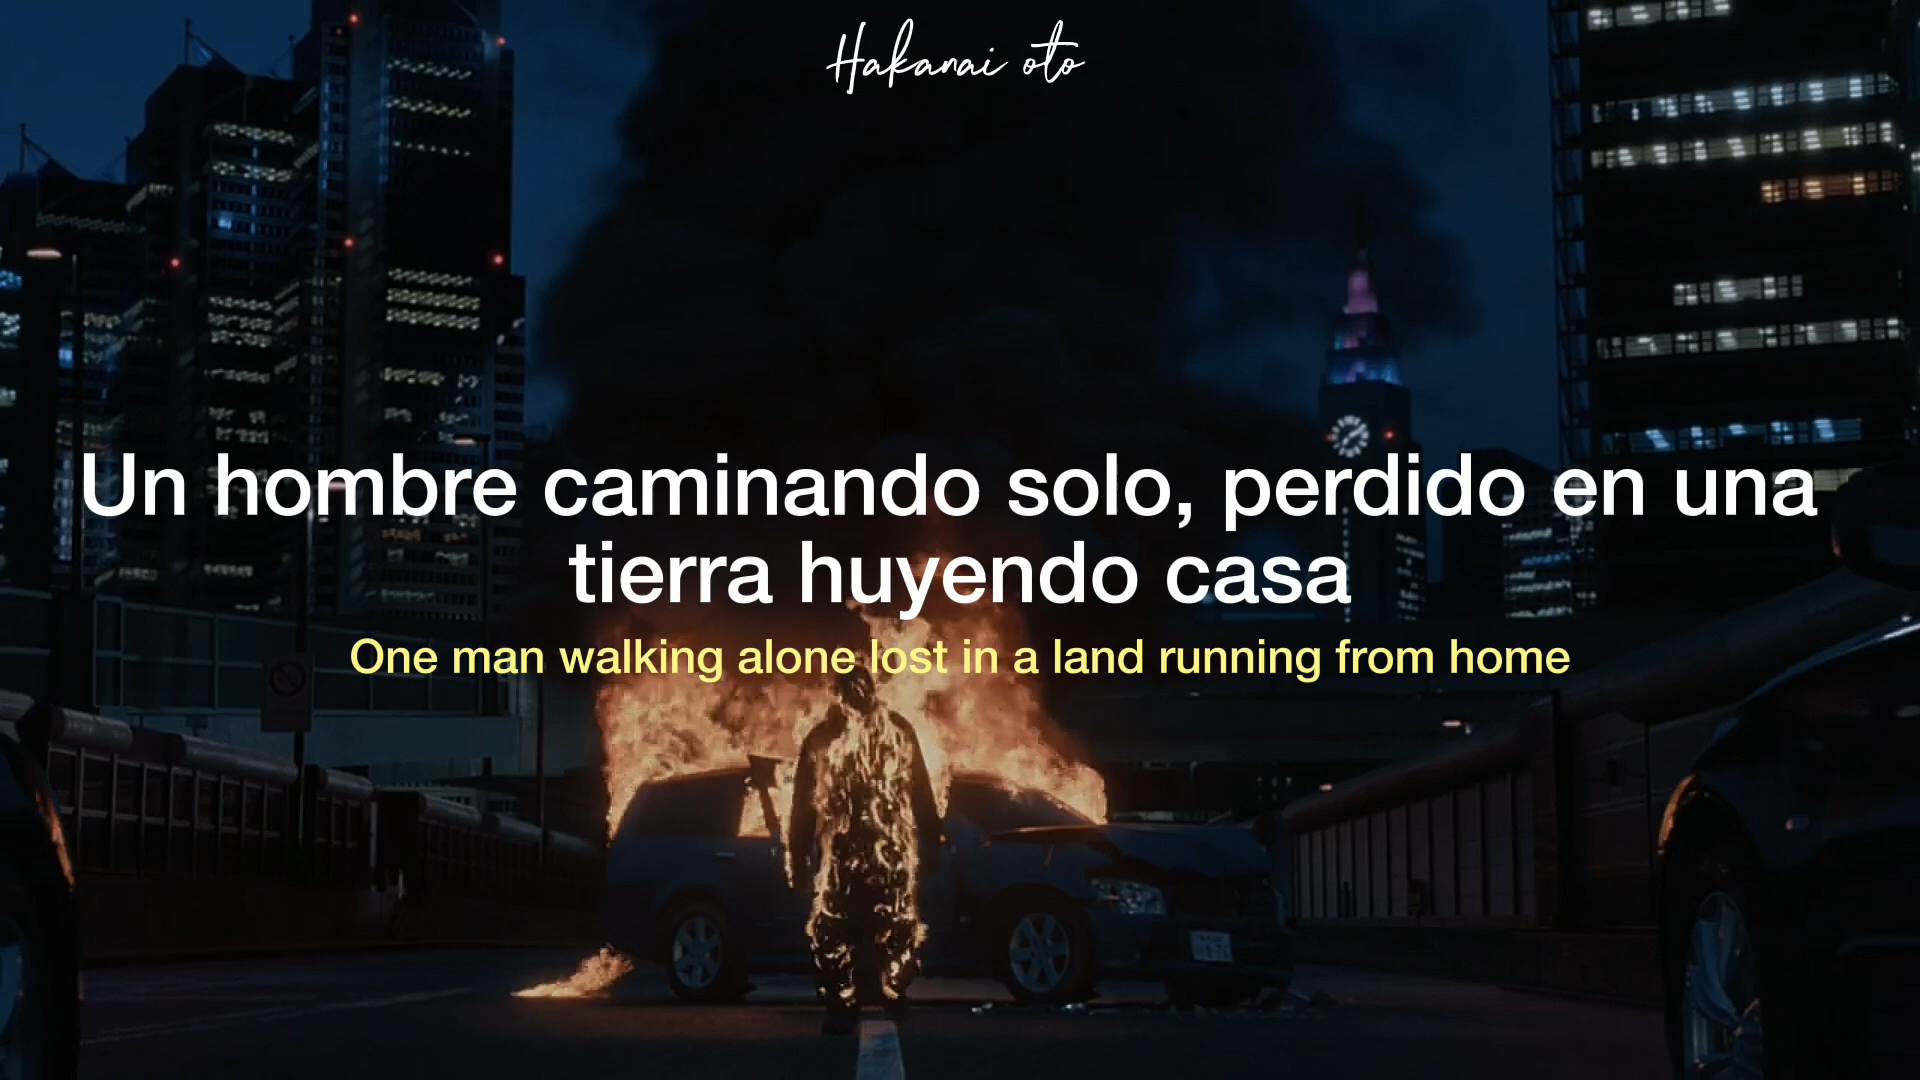 Hakanai oto
Un hombre caminando solo, perdido en una
tierra huyendo casa
One man walking alone lost in a land running from home